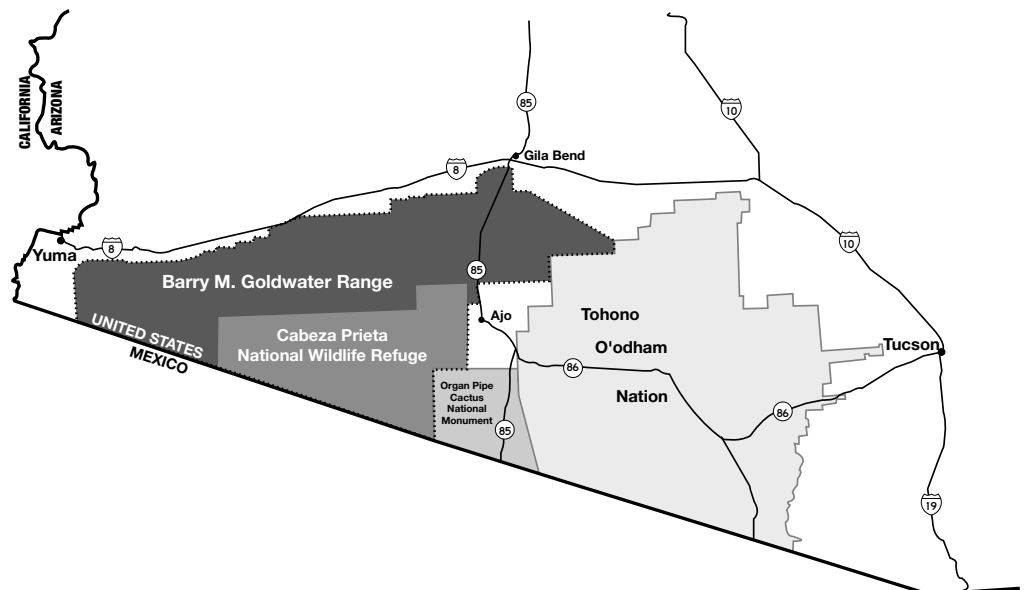 CALIFORNIA
ARIZONA
85
10
Gila Bend
8
Yuma
8
10
85
Barry M. Goldwater Range
Ajo
Tohono
O'odham
Nation
UNITED STATES
MEXICO
Cabeza Prieta
National Wildlife Refuge
Tucson
86
Organ Pipe
Cactus
National
Monument
85
86
19